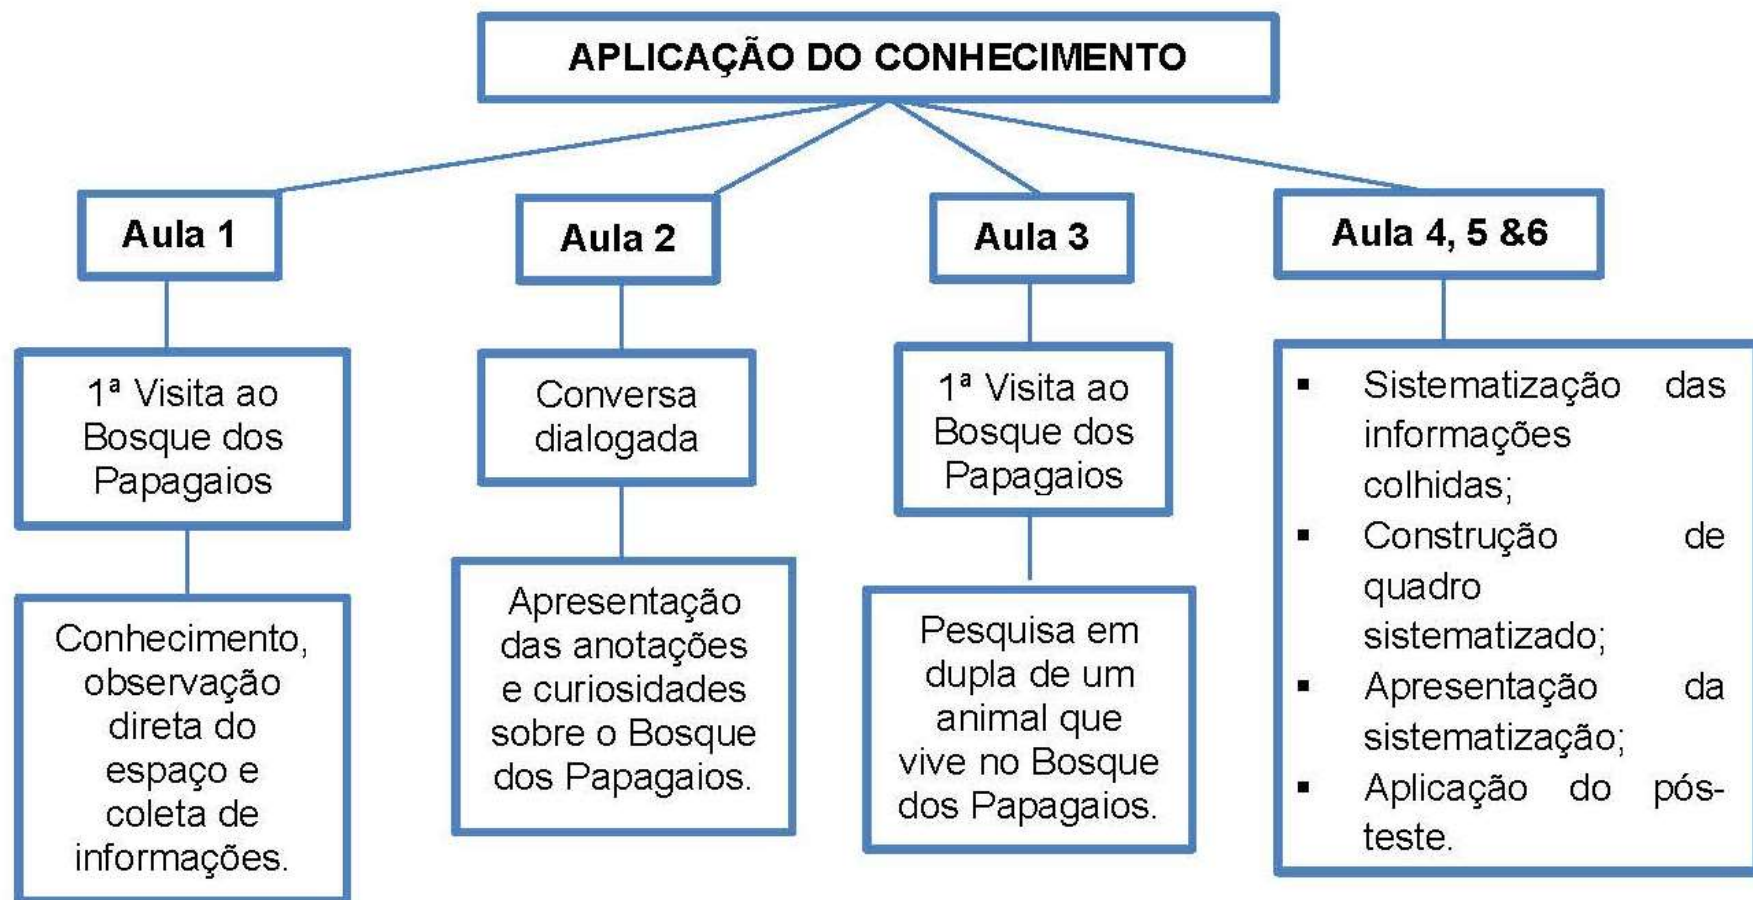 APLICAÇÃO DO CONHECIMENTO
Aula 1
1ª Visita ao
Bosque dos
Papagaios
Conhecimento,
observação
direta do
espaço e
coleta de
informações.
Aula 2
Conversa
dialogada
Apresentação
das anotações
e curiosidades
sobre o Bosque
dos Papagaios.
Aula 3
1ª Visita ao
Bosque dos
Papagaios
Pesquisa em
dupla de um
animal que
vive no Bosque
dos Papagaios.
Aula 4, 5 &6
▪ Sistematização das
informações
colhidas;
▪ Construção de
quadro
sistematizado;
▪ Apresentação da
sistematização;
▪ Aplicação do pós-
teste.